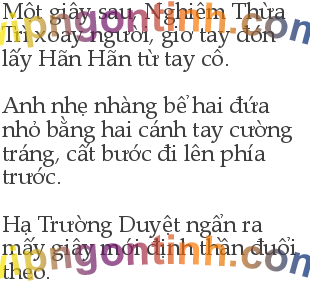 Một giây sau, Nghiêm Thừa
Trì xoay người, giơ tay đón
lấy Hãn Hãn từ tay cô.
Anh nhẹ nhàng bể hai đứa
nhỏ bằng hai cánh tay cường
tráng, cất bước đi lên phía
trước.
Hạ Trường Duyệt ngẩn ra
mấy giây mới định thần đuổi
theo.